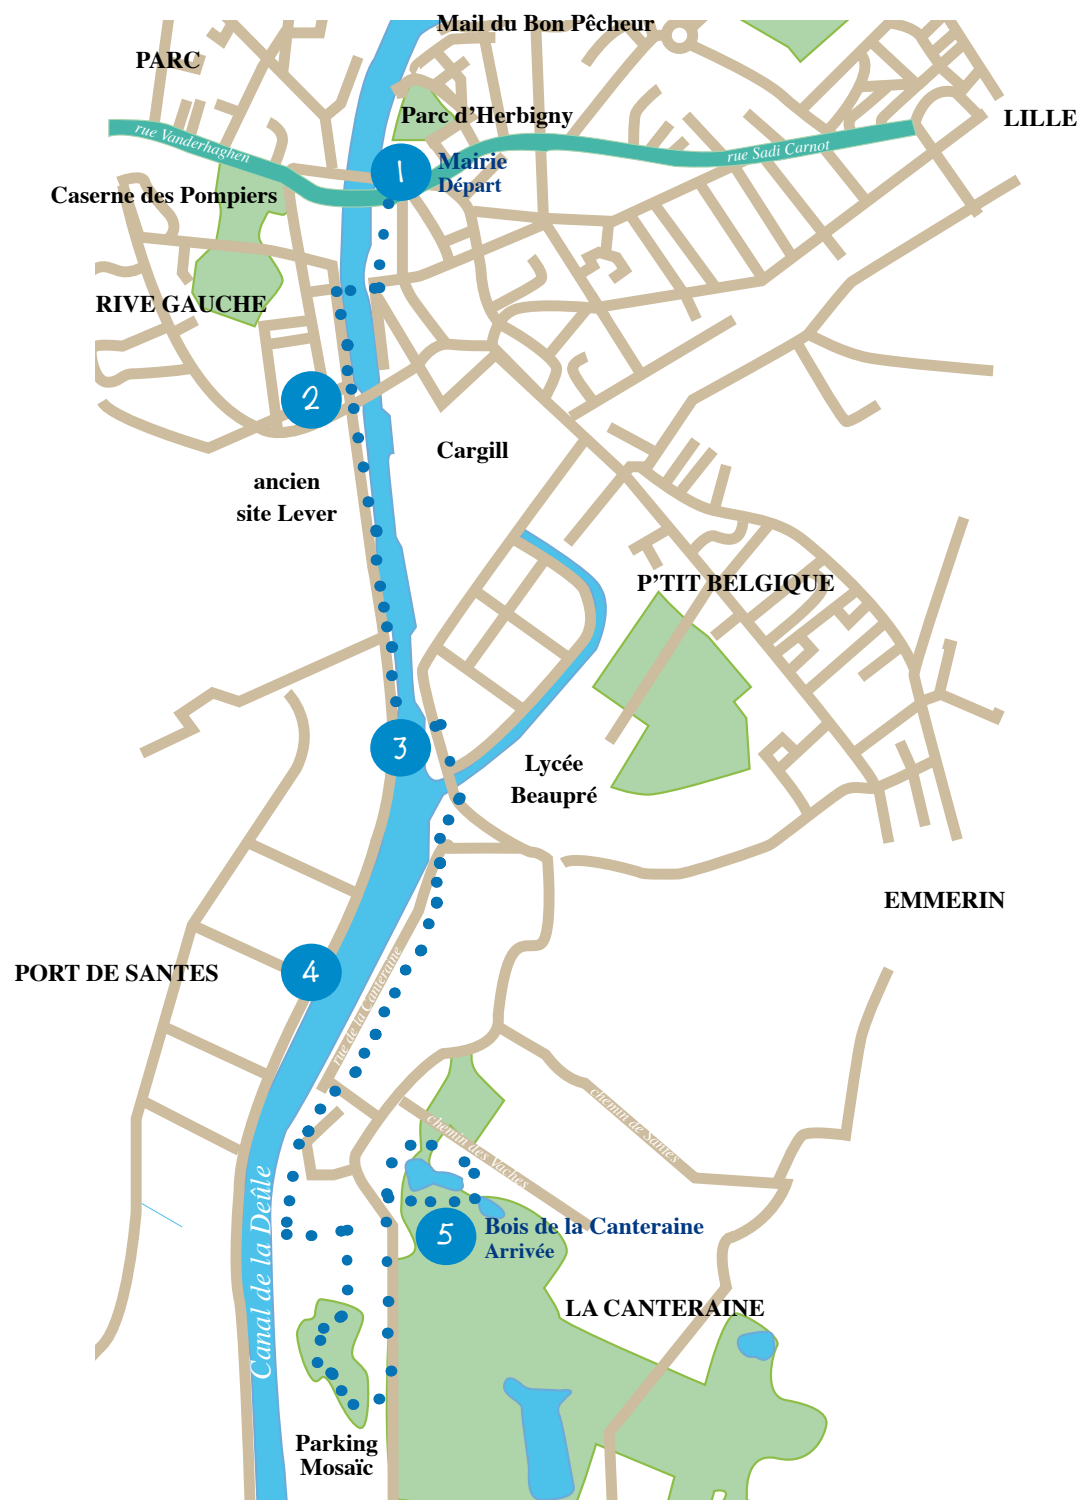 Mail du Bon Pêcheur
PARC
Parc d’Herbigny
LILLE
rue Vanderhaghen
rue Sadi Carnot
1
Mairie
Départ
Caserne des Pompiers
RIVE GAUCHE
2
Cargill
ancien
site Lever
P’TIT BELGIQUE
3
Lycée
Beaupré
EMMERIN
4
PORT DE SANTES
rue de la Canteraine
chemin de Santes
chemin des Vaches
Canal de la Deûle
5
Bois de la Canteraine
Arrivée
LA CANTERAINE
Parking
Mosaïc